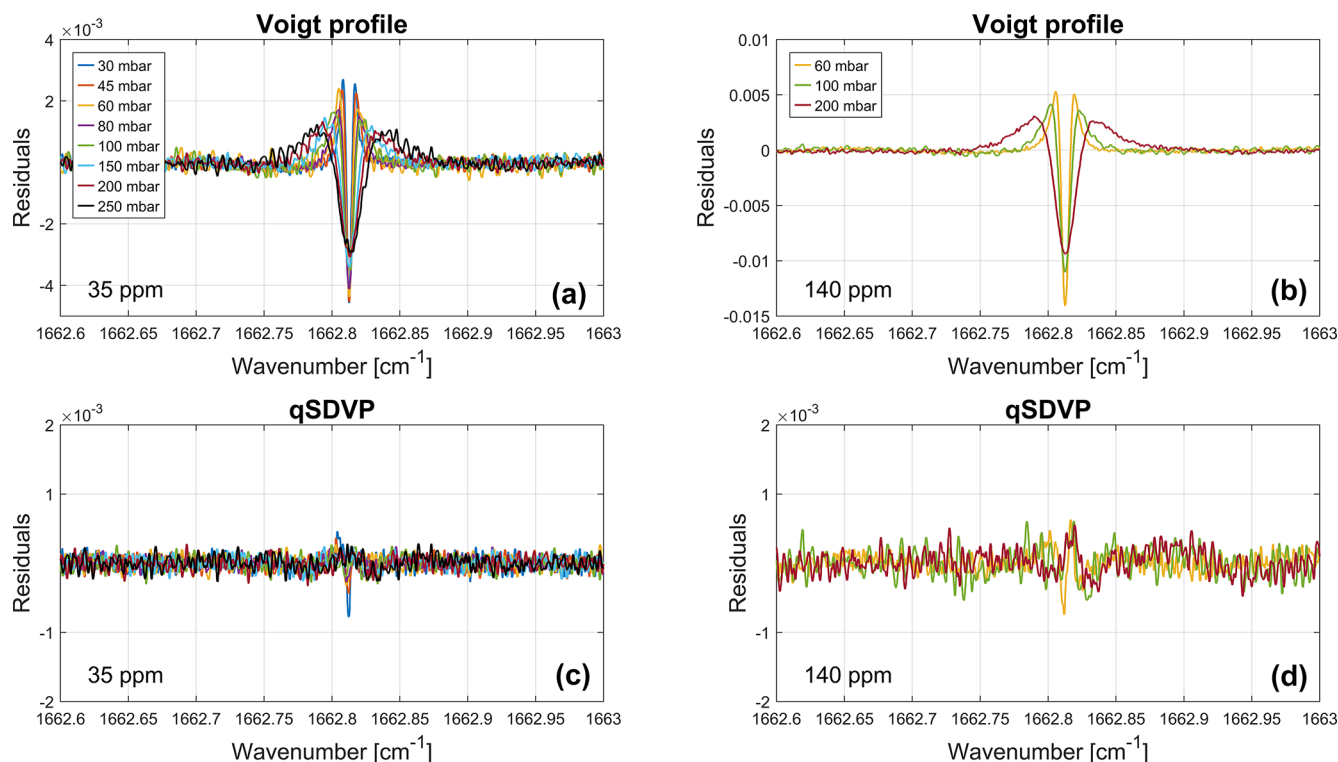 Voigt profile
×10⁻³
4
2
0
-2
-4
Residuals
30 mbar
45 mbar
60 mbar
80 mbar
100 mbar
150 mbar
200 mbar
250 mbar
35 ppm
(a)
1662.6 1662.65 1662.7 1662.75 1662.8 1662.85 1662.9 1662.95 1663
Wavenumber [cm⁻¹]
Voigt profile
0.01
0.005
0
-0.005
-0.01
-0.015
Residuals
60 mbar
100 mbar
200 mbar
140 ppm
(b)
1662.6 1662.65 1662.7 1662.75 1662.8 1662.85 1662.9 1662.95 1663
Wavenumber [cm⁻¹]
qSDVP
×10⁻³
2
1
0
-1
-2
Residuals
35 ppm
(c)
1662.6 1662.65 1662.7 1662.75 1662.8 1662.85 1662.9 1662.95 1663
Wavenumber [cm⁻¹]
qSDVP
×10⁻³
2
1
0
-1
-2
Residuals
140 ppm
(d)
1662.6 1662.65 1662.7 1662.75 1662.8 1662.85 1662.9 1662.95 1663
Wavenumber [cm⁻¹]